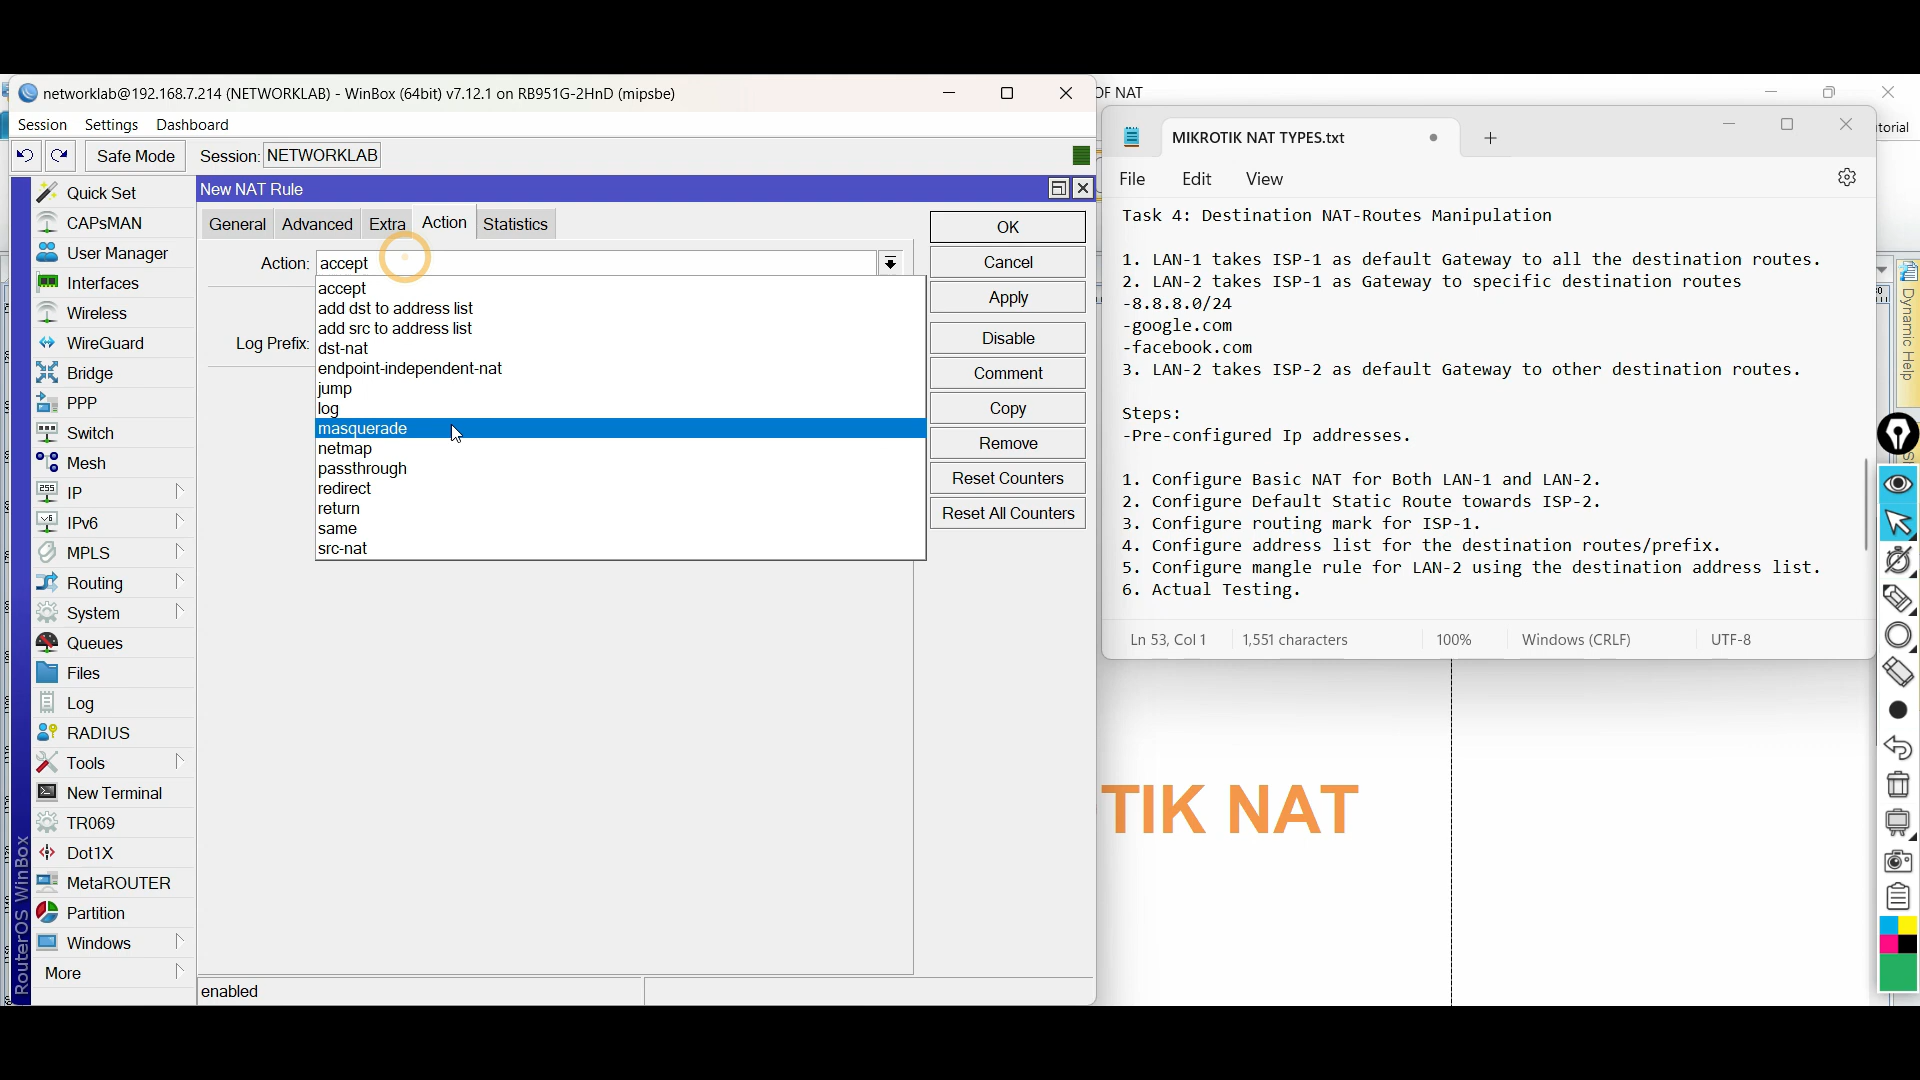 networklab@192.168.7.214 (NETWORKLAB) - WinBox (64bit) v7.12.1 on RB951G-2HnD (mipsbe)
Session Settings Dashboard
Safe Mode Session: NETWORKLAB
Quick Set
CAPsMAN
User Manager
Interfaces
Wireless
WireGuard
Bridge
PPP
Switch
Mesh
IP
IPv6
MPLS
Routing
System
Queues
Files
Log
RADIUS
Tools
New Terminal
TR069
Dot1X
MetaROUTER
Partition
Windows
More
RouterOS WinBox
New NAT Rule
General Advanced Extra Action Statistics
Action: accept
accept
add dst to address list
add src to address list
dst-nat
endpoint-independent-nat
jump
log
masquerade
netmap
passthrough
redirect
return
same
src-nat
Log Prefix:
OK
Cancel
Apply
Disable
Comment
Copy
Remove
Reset Counters
Reset All Counters
enabled
OF NAT
torial
MIKROTIK NAT TYPES.txt
File Edit View
Task 4: Destination NAT-Routes Manipulation
1. LAN-1 takes ISP-1 as default Gateway to all the destination routes.
2. LAN-2 takes ISP-1 as Gateway to specific destination routes
-8.8.8.0/24
-google.com
-facebook.com
3. LAN-2 takes ISP-2 as default Gateway to other destination routes.
Steps:
-Pre-configured Ip addresses.
1. Configure Basic NAT for Both LAN-1 and LAN-2.
2. Configure Default Static Route towards ISP-2.
3. Configure routing mark for ISP-1.
4. Configure address list for the destination routes/prefix.
5. Configure mangle rule for LAN-2 using the destination address list.
6. Actual Testing.
Ln 53, Col 1 1,551 characters 100% Windows (CRLF) UTF-8
Dynamic Help
TIK NAT